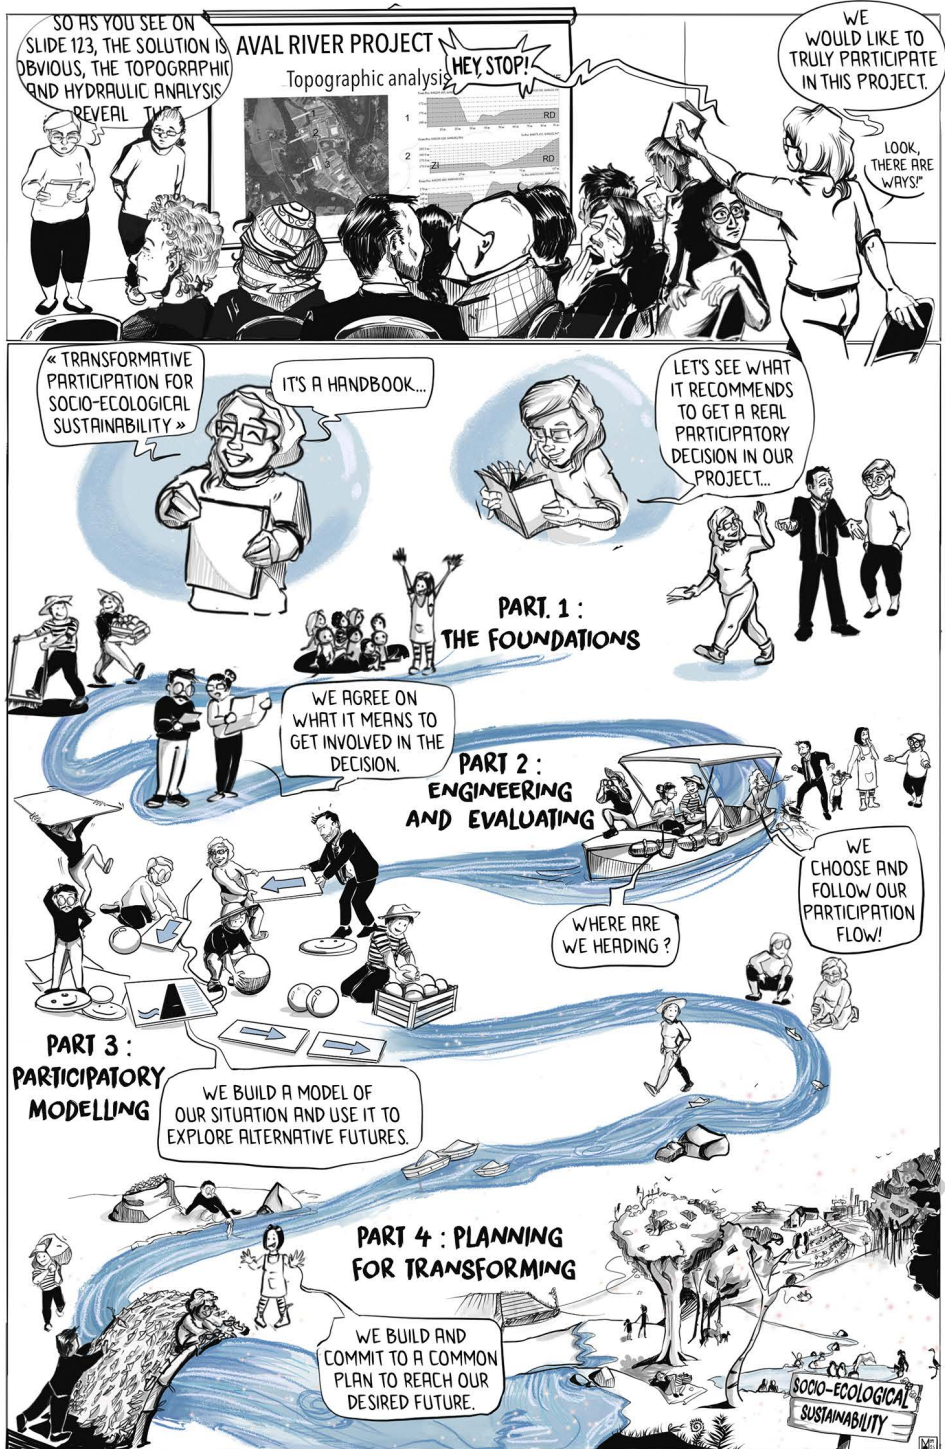 SO AS YOU SEE ON
SLIDE 123, THE SOLUTION IS
OBVIOUS, THE TOPOGRAPHIC
AND HYDRAULIC ANALYSIS
REVEAL THAT
AVAL RIVER PROJECT
Topographic analysis
1
2
3
1
RD
2
ZI
RD
HEY, STOP!
WE
WOULD LIKE TO
TRULY PARTICIPATE
IN THIS PROJECT.
LOOK,
THERE ARE
WAYS!"
« TRANSFORMATIVE
PARTICIPATION FOR
SOCIO-ECOLOGICAL
SUSTAINABILITY »
IT'S A HANDBOOK...
LET'S SEE WHAT
IT RECOMMENDS
TO GET A REAL
PARTICIPATORY
DECISION IN OUR
PROJECT...
PART. 1 :
THE FOUNDATIONS
WE AGREE ON
WHAT IT MEANS TO
GET INVOLVED IN THE
DECISION.
PART 2 :
ENGINEERING
AND EVALUATING
WHERE ARE
WE HEADING ?
WE
CHOOSE AND
FOLLOW OUR
PARTICIPATION
FLOW!
PART 3 :
PARTICIPATORY
MODELLING
WE BUILD A MODEL OF
OUR SITUATION AND USE IT TO
EXPLORE ALTERNATIVE FUTURES.
PART 4 : PLANNING
FOR TRANSFORMING
WE BUILD AND
COMMIT TO A COMMON
PLAN TO REACH OUR
DESIRED FUTURE.
SOCIO-ECOLOGICAL
SUSTAINABILITY